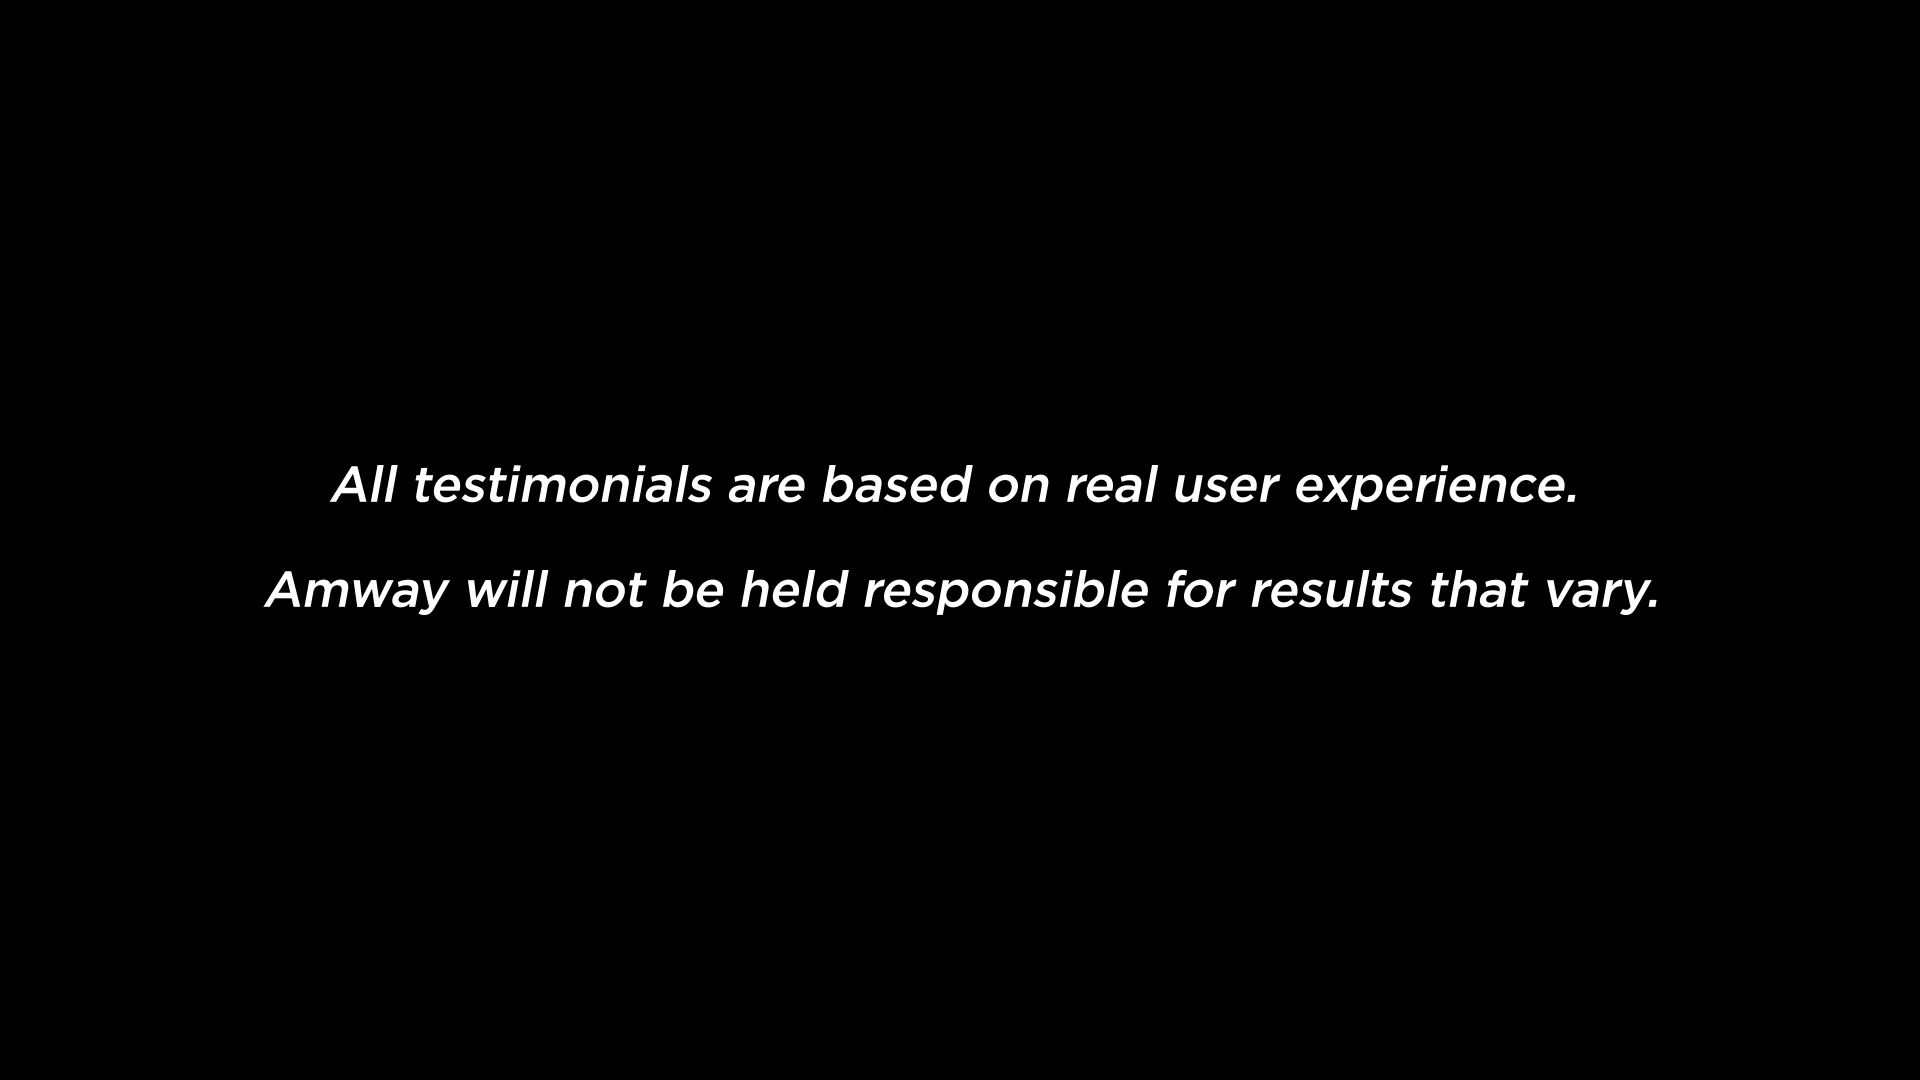 All testimonials are based on real user experience.
Amway will not be held responsible for results that vary.